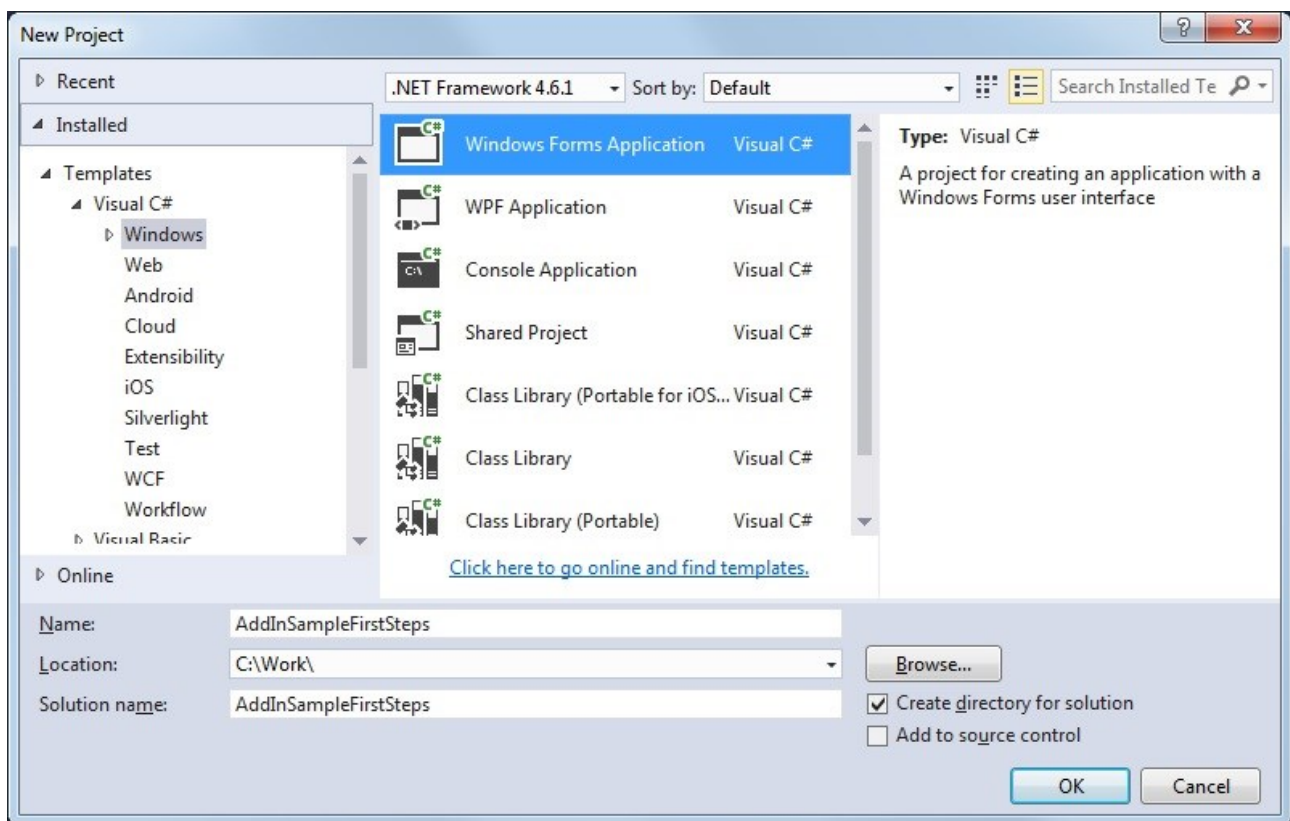 New Project
Recent
.NET Framework 4.6.1 Sort by: Default Search Installed Te
Installed
Templates
Visual C#
Windows
Web
Android
Cloud
Extensibility
iOS
Silverlight
Test
WCF
Workflow
Visual Basic
Online
C# Windows Forms Application Visual C#
C# WPF Application Visual C#
C# C:\ Console Application Visual C#
C# Shared Project Visual C#
C# Class Library (Portable for iOS... Visual C#
C# Class Library Visual C#
C# Class Library (Portable) Visual C#
Click here to go online and find templates.
Type: Visual C#
A project for creating an application with a
Windows Forms user interface
Name: AddInSampleFirstSteps
Location: C:\Work\ Browse...
Solution name: AddInSampleFirstSteps Create directory for solution
Add to source control
OK Cancel